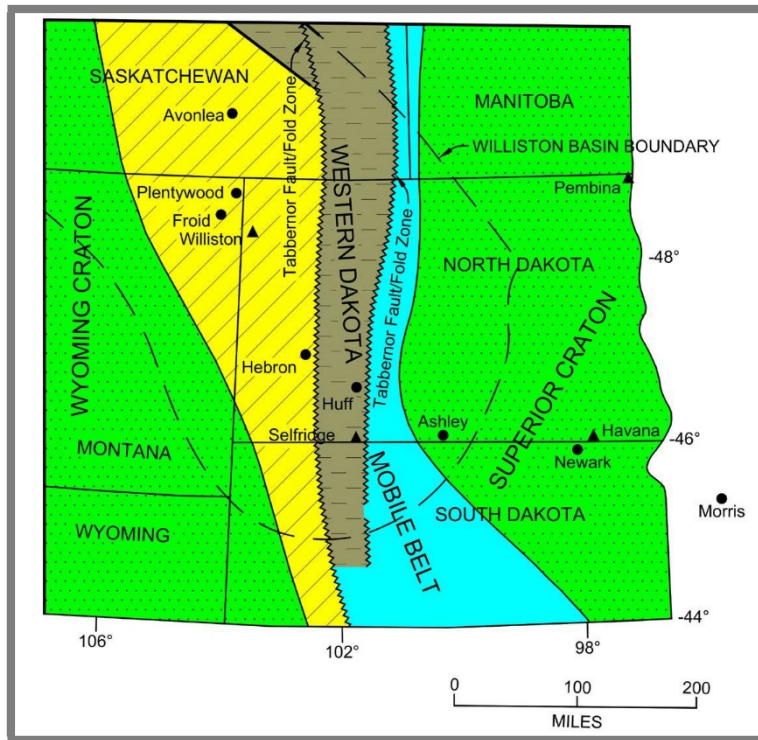 SASKATCHEWAN
Avonlea
Tabbernor Fault/Fold Zone
MANITOBA
WILLISTON BASIN BOUNDARY
Pembina
Plentywood
Froid
Williston
WYOMING CRATON
WESTERN DAKOTA
MOBILE BELT
Tabbernor Fault/Fold Zone
NORTH DAKOTA
-48°
SUPERIOR CRATON
Hebron
Huff
Selfridge
Ashley
Havana
-46°
Newark
MONTANA
Morris
SOUTH DAKOTA
WYOMING
-44°
106°
102°
98°
0
100
200
MILES